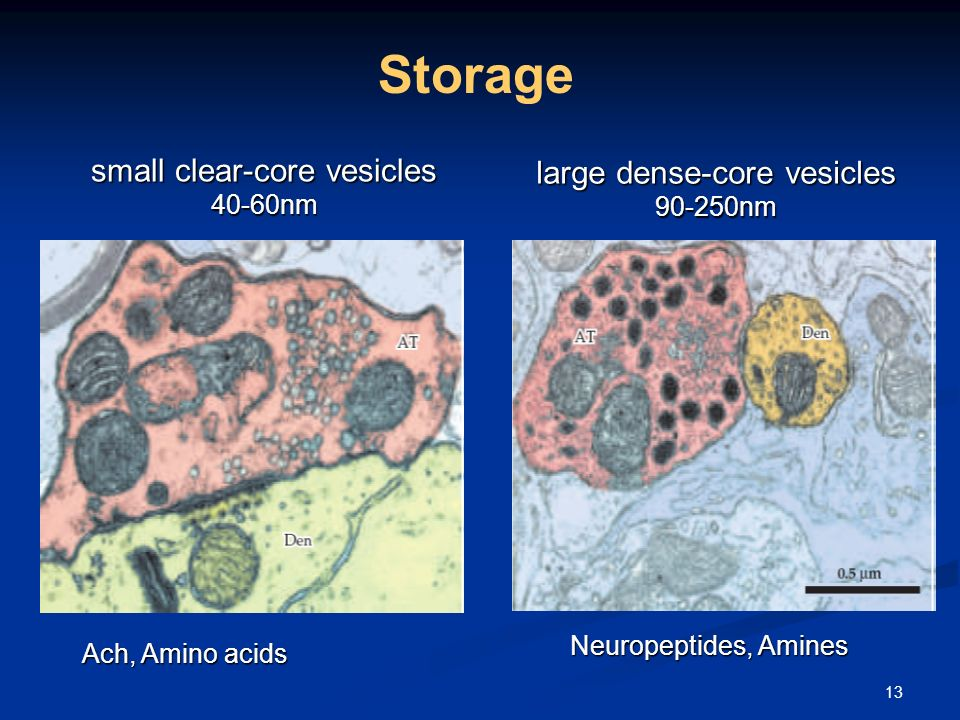 Storage
small clear-core vesicles
40-60nm
large dense-core vesicles
90-250nm
AT
Den
AT
Den
0.5 µm
Ach, Amino acids
Neuropeptides, Amines
13